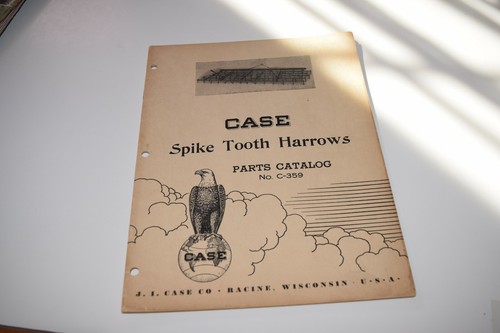 CASE
Spike Tooth Harrows
PARTS CATALOG
No. C-359
CASE
J. I. CASE CO · RACINE, WISCONSIN · U · S · A ·